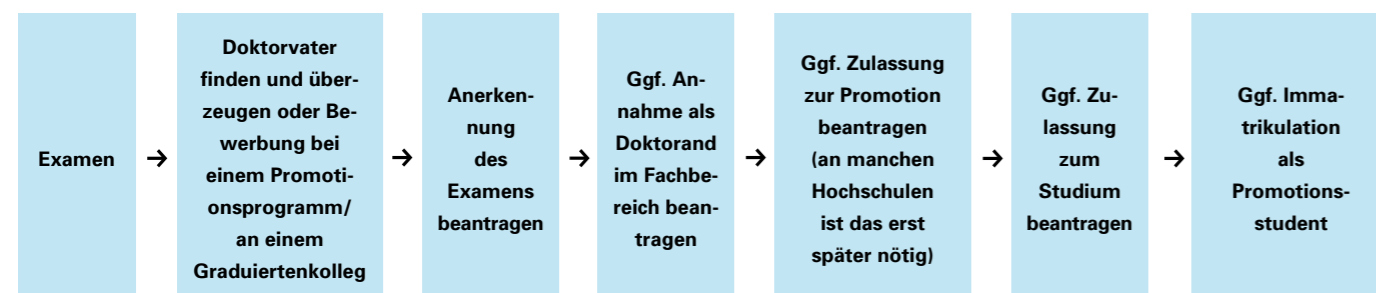 Examen
→
Doktorvater
finden und über-
zeugen oder Be-
werbung bei
einem Promoti-
onsprogramm/
an einem
Graduiertenkolleg
→
Anerken-
nung
des
Examens
beantragen
→
Ggf. An-
nahme als
Doktorand
im Fachbe-
reich bean-
tragen
→
Ggf. Zulassung
zur Promotion
beantragen
(an manchen
Hochschulen
ist das erst
später nötig)
→
Ggf. Zu-
lassung
zum
Studium
beantragen
→
Ggf. Imma-
trikulation
als
Promotions-
student